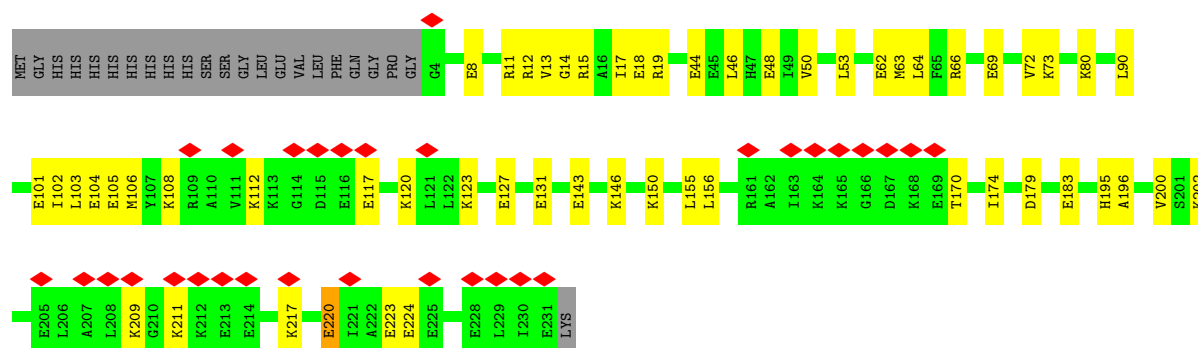 MET GLY HIS HIS HIS HIS HIS HIS HIS HIS HIS HIS SER SER GLY LEU GLU VAL LEU PHE GLN GLY PRO GLY G4 E8 R11 R12 V13 G14 R15 A16 I17 E18 R19 E44 E45 L46 H47 E48 I49 V50 L53 E62 M63 L64 F65 R66 E69 V72 K73 K80 L90
E101 I102 L103 E104 E105 M106 Y107 K108 R109 A110 V111 K112 K113 G114 D115 E116 E117 K120 L121 L122 K123 E127 E131 E143 K146 K150 L155 L156 R161 A162 I163 K164 K165 G166 D167 K168 E169 T170 I174 D179 E183 H195 A196 V200 S201 K202
E205 L206 A207 L208 K209 G210 K211 K212 E213 E214 K217 E220 I221 A222 E223 E224 E225 E228 L229 I230 E231 LYS